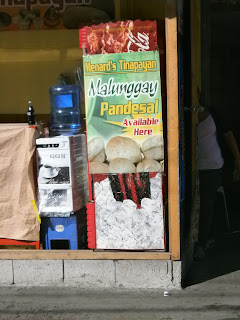 Menard's Tinapayan
Malunggay
Pandesal
Available
Here